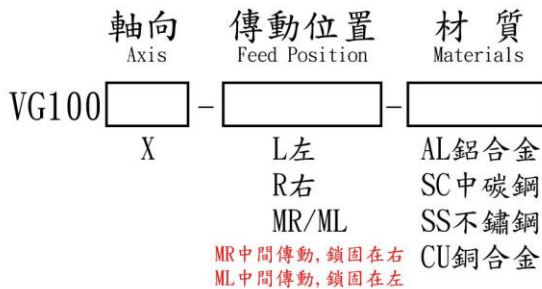 軸向 傳動位置 材 質
Axis Feed Position Materials
VG100 - -
X L左 AL鋁合金
R右 SC中碳鋼
MR/ML SS不鏽鋼
MR中間傳動,鎖固在右 CU銅合金
ML中間傳動,鎖固在左